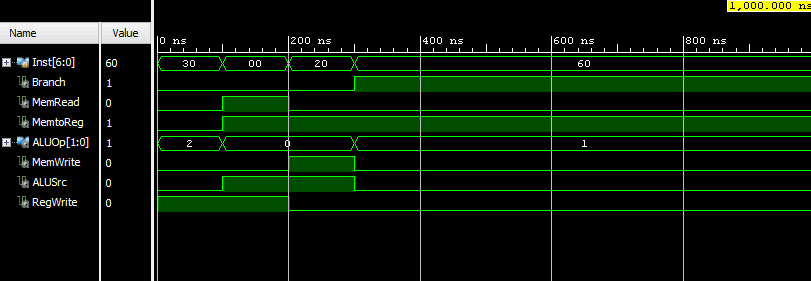 1,000.000 ns
Name Value
0 ns 200 ns 400 ns 600 ns 800 ns
Inst[6:0] 60 30 00 20 60
Branch 1
MemRead 0
MemtoReg 1
ALUOp[1:0] 1 2 0 1
MemWrite 0
ALUSrc 0
RegWrite 0